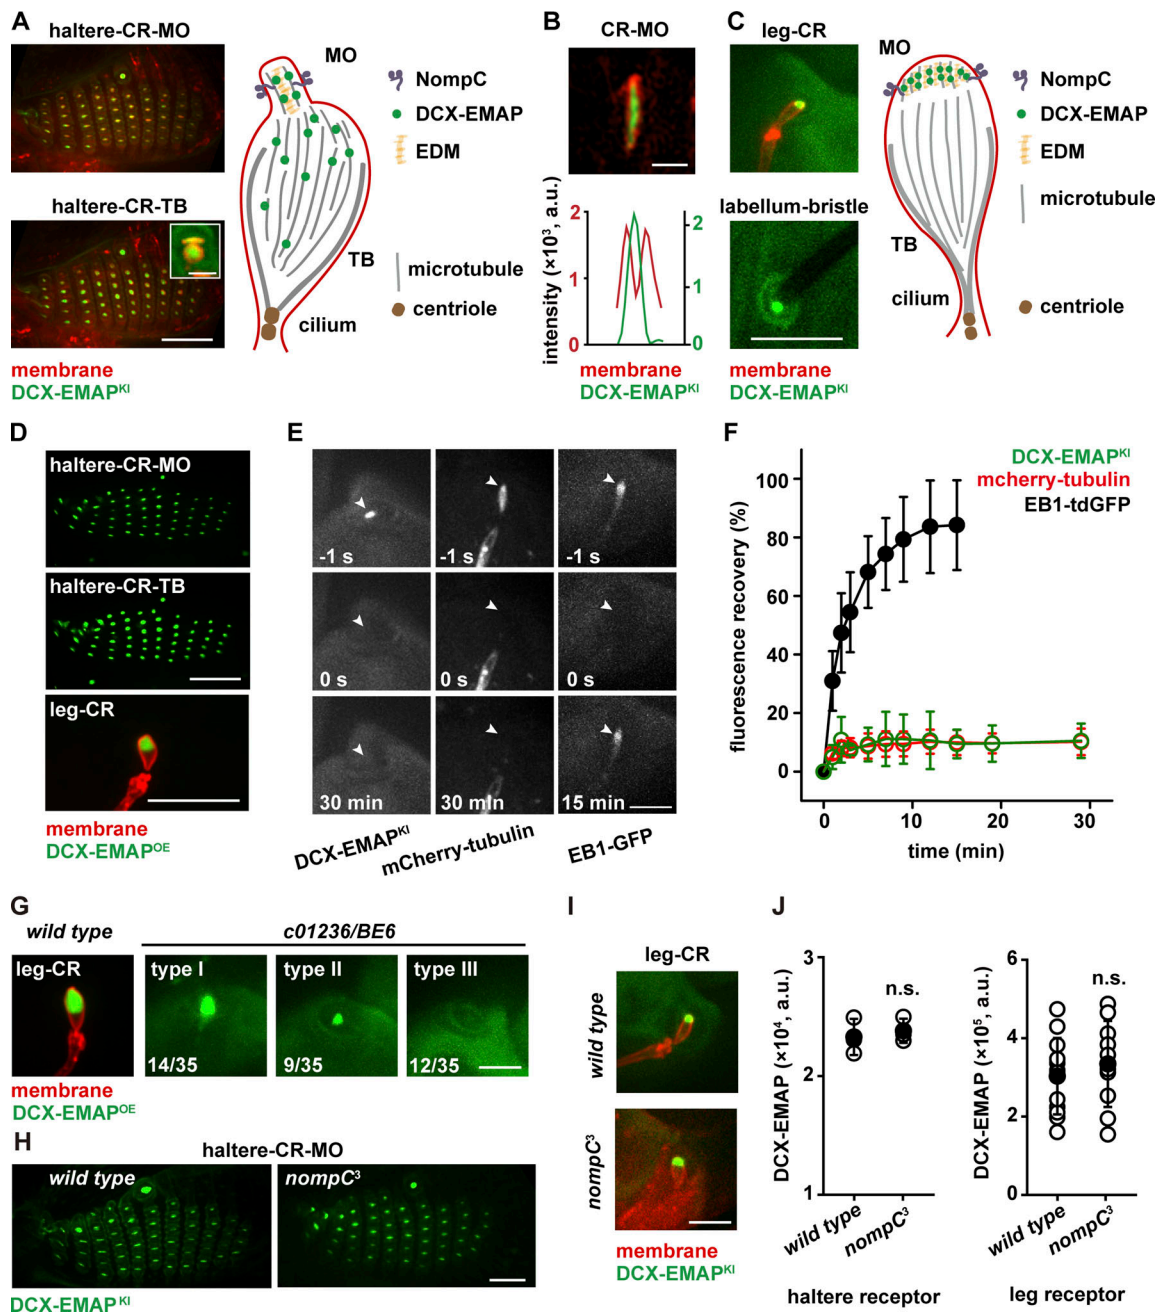 A
haltere-CR-MO
haltere-CR-TB
membrane
DCX-EMAPᴷᴵ
MO
NompC
DCX-EMAP
EDM
TB
microtubule
centriole
cilium
B
CR-MO
intensity (×10³, a.u.)
2
1
0
2
1
0
membrane
DCX-EMAPᴷᴵ
C
leg-CR
labellum-bristle
membrane
DCX-EMAPᴷᴵ
MO
NompC
DCX-EMAP
EDM
microtubule
TB
cilium
centriole
D
haltere-CR-MO
haltere-CR-TB
leg-CR
membrane
DCX-EMAPᴼᴱ
E
-1 s
-1 s
-1 s
0 s
0 s
0 s
30 min
30 min
15 min
DCX-EMAPᴷᴵ
mCherry-tubulin
EB1-GFP
F
DCX-EMAPᴷᴵ
mcherry-tubulin
EB1-tdGFP
fluorescence recovery (%)
100
80
60
40
20
0
0
10
20
30
time (min)
G
wild type
c01236/BE6
leg-CR
type I
type II
type III
14/35
9/35
12/35
membrane
DCX-EMAPᴼᴱ
H
haltere-CR-MO
wild type
nompC³
DCX-EMAPᴷᴵ
I
leg-CR
wild type
nompC³
membrane
DCX-EMAPᴷᴵ
J
DCX-EMAP (×10⁴, a.u.)
3
2
1
n.s.
wild type
nompC³
haltere receptor
DCX-EMAP (×10⁵, a.u.)
6
4
2
0
n.s.
wild type
nompC³
leg receptor